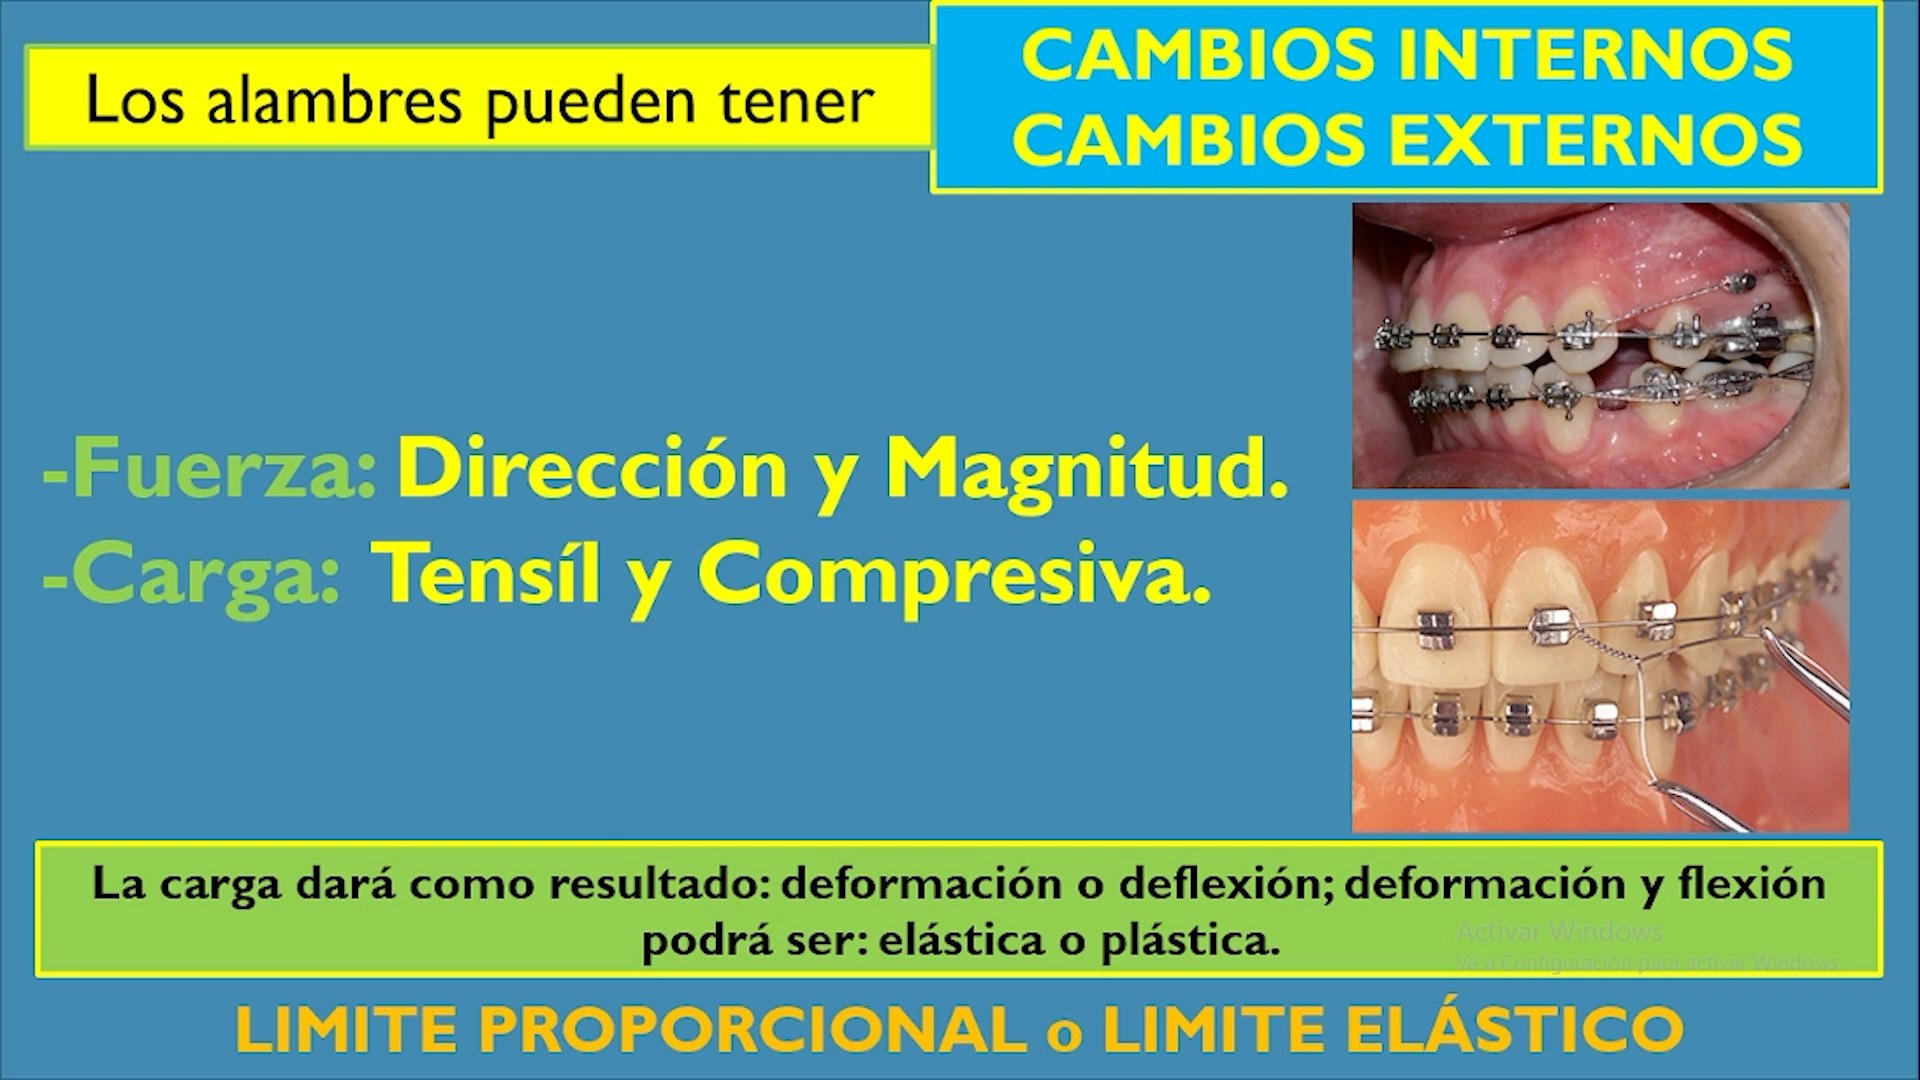 Los alambres pueden tener
CAMBIOS INTERNOS
CAMBIOS EXTERNOS
-Fuerza: Dirección y Magnitud.
-Carga: Tensíl y Compresiva.
La carga dará como resultado: deformación o deflexión; deformación y flexión
podrá ser: elástica o plástica.
Activar Windows
Ve a Configuración para activar Windows.
LIMITE PROPORCIONAL o LIMITE ELÁSTICO